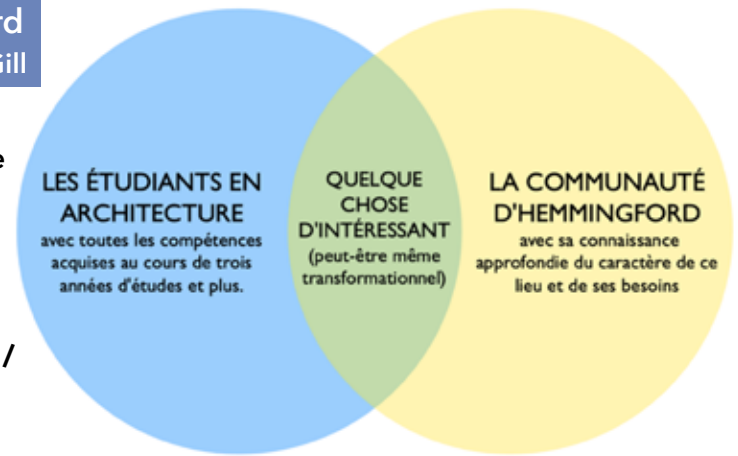 rd
Gill
e
/
LES ÉTUDIANTS EN
ARCHITECTURE
avec toutes les compétences
acquises au cours de trois
années d'études et plus.
QUELQUE
CHOSE
D'INTÉRESSANT
(peut-être même
transformationnel)
LA COMMUNAUTÉ
D'HEMMINGFORD
avec sa connaissance
approfondie du caractère de ce
lieu et de ses besoins